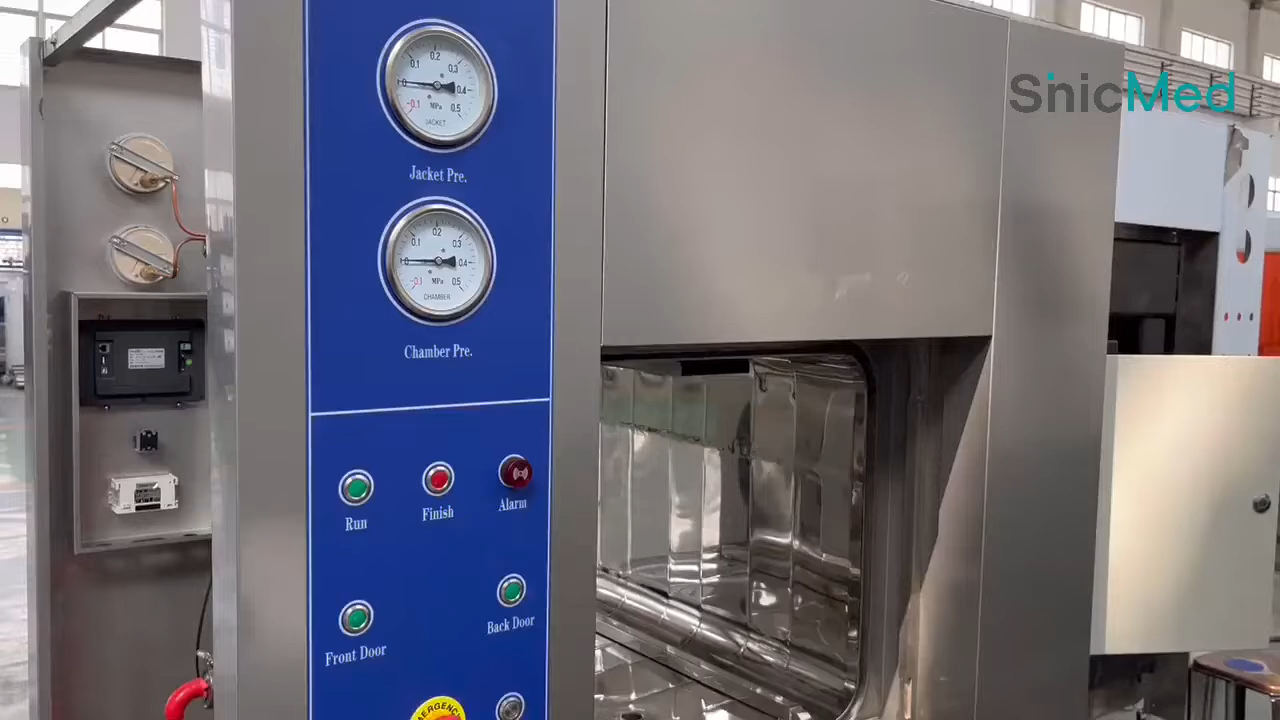 SinicMed
0.2
0.1
0.3
0
0.4
-0.1
MPa
0.5
JACKET
Jacket Pre.
0.2
0.1
0.3
0
0.4
-0.1
MPa
0.5
CHAMBER
Chamber Pre.
Run
Finish
Alarm
Front Door
Back Door
EMERGENCY